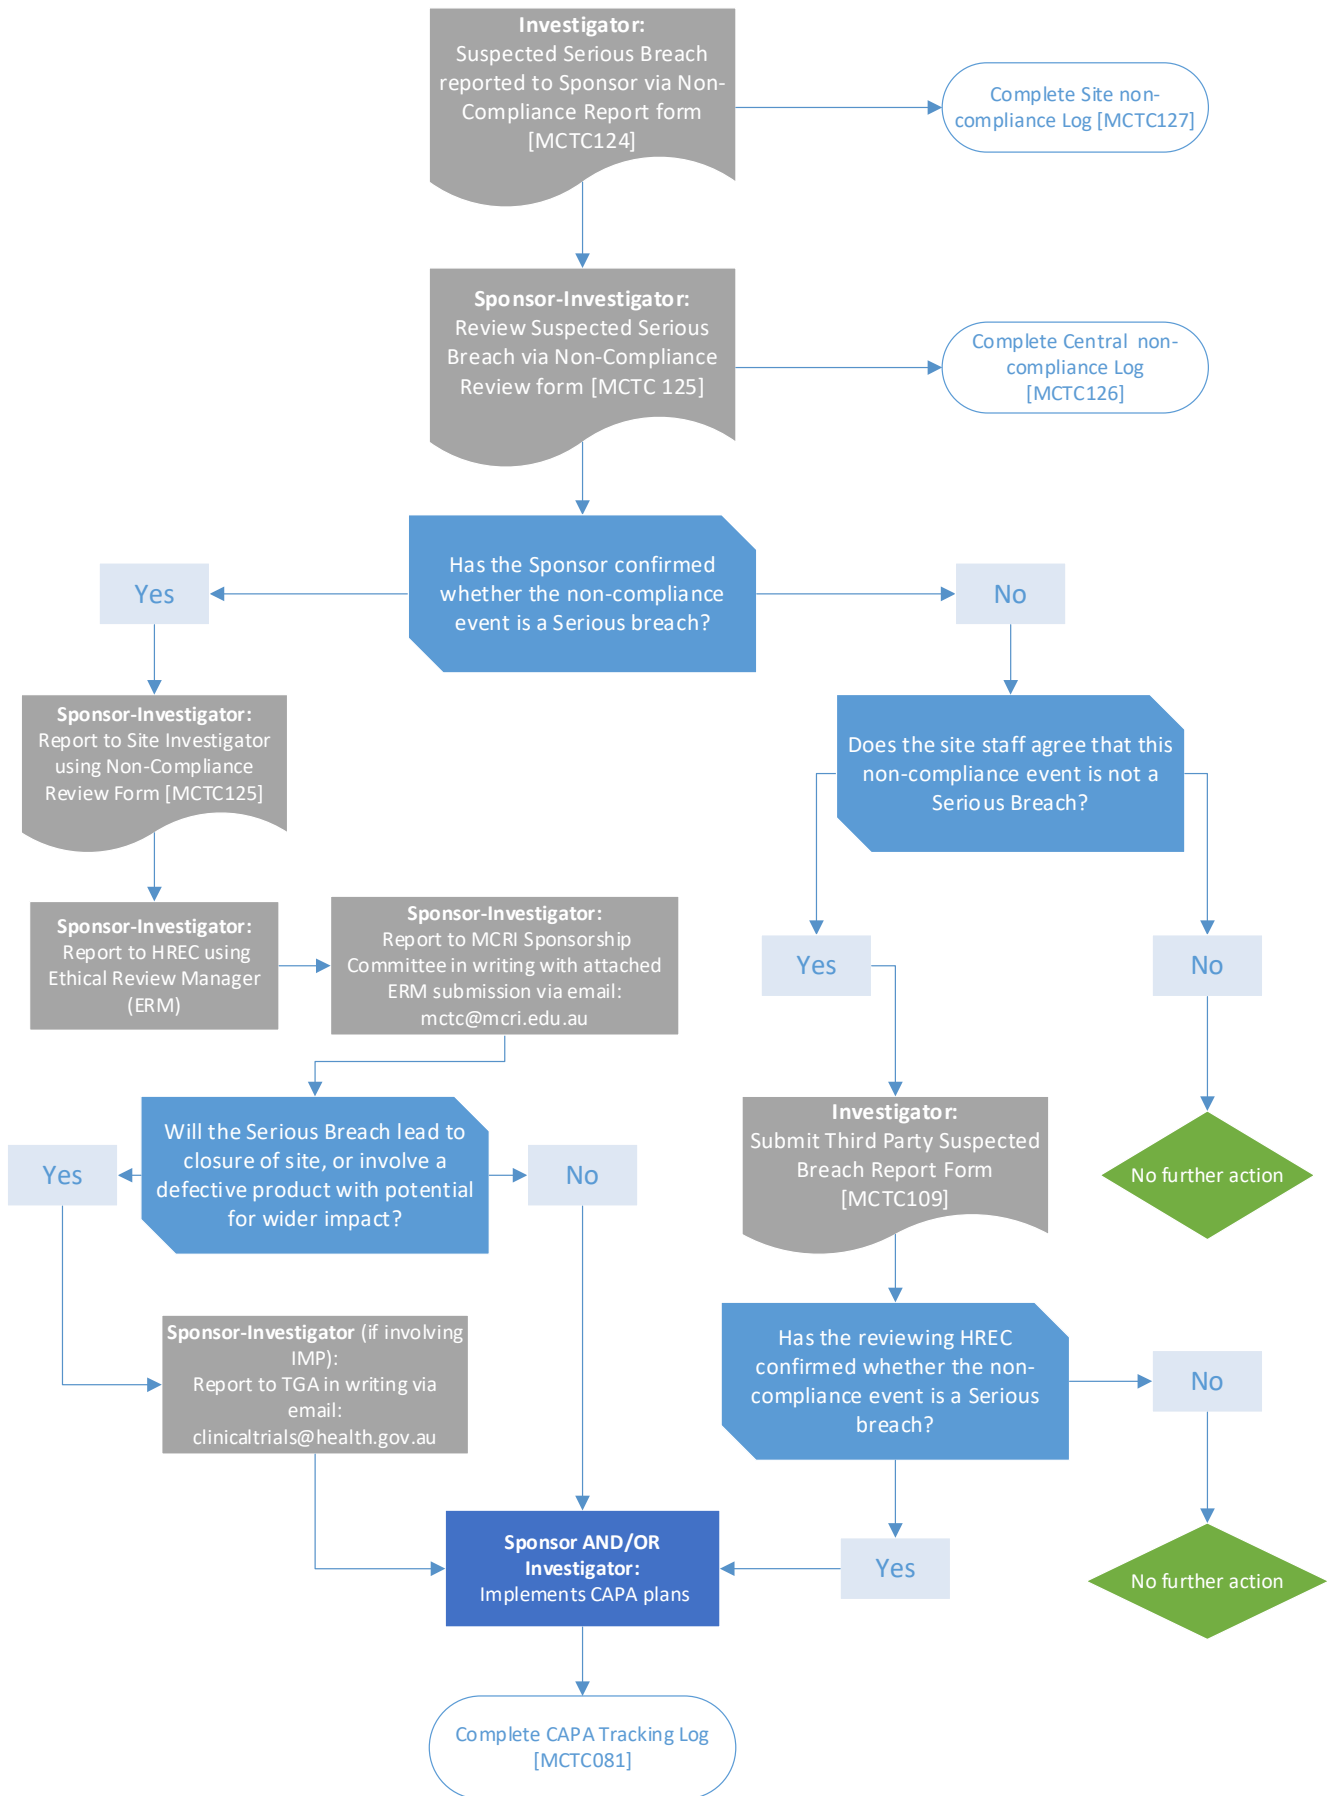 Investigator:
Suspected Serious Breach
reported to Sponsor via Non-
Compliance Report form
[MCTC124]
Complete Site non-
compliance Log [MCTC127]
Sponsor-Investigator:
Review Suspected Serious
Breach via Non-Compliance
Review form [MCTC 125]
Complete Central non-
compliance Log
[MCTC126]
Has the Sponsor confirmed
whether the non-compliance
event is a Serious breach?
Yes
No
Sponsor-Investigator:
Report to Site Investigator
using Non-Compliance
Review Form [MCTC125]
Does the site staff agree that this
non-compliance event is not a
Serious Breach?
Sponsor-Investigator:
Report to HREC using
Ethical Review Manager
(ERM)
Sponsor-Investigator:
Report to MCRI Sponsorship
Committee in writing with attached
ERM submission via email:
mctc@mcri.edu.au
Yes
No
Will the Serious Breach lead to
closure of site, or involve a
defective product with potential
for wider impact?
Yes
No
Investigator:
Submit Third Party Suspected
Breach Report Form
[MCTC109]
No further action
Sponsor-Investigator (if involving
IMP):
Report to TGA in writing via
email:
clinicaltrials@health.gov.au
Has the reviewing HREC
confirmed whether the non-
compliance event is a Serious
breach?
No
Sponsor AND/OR
Investigator:
Implements CAPA plans
Yes
No further action
Complete CAPA Tracking Log
[MCTC081]